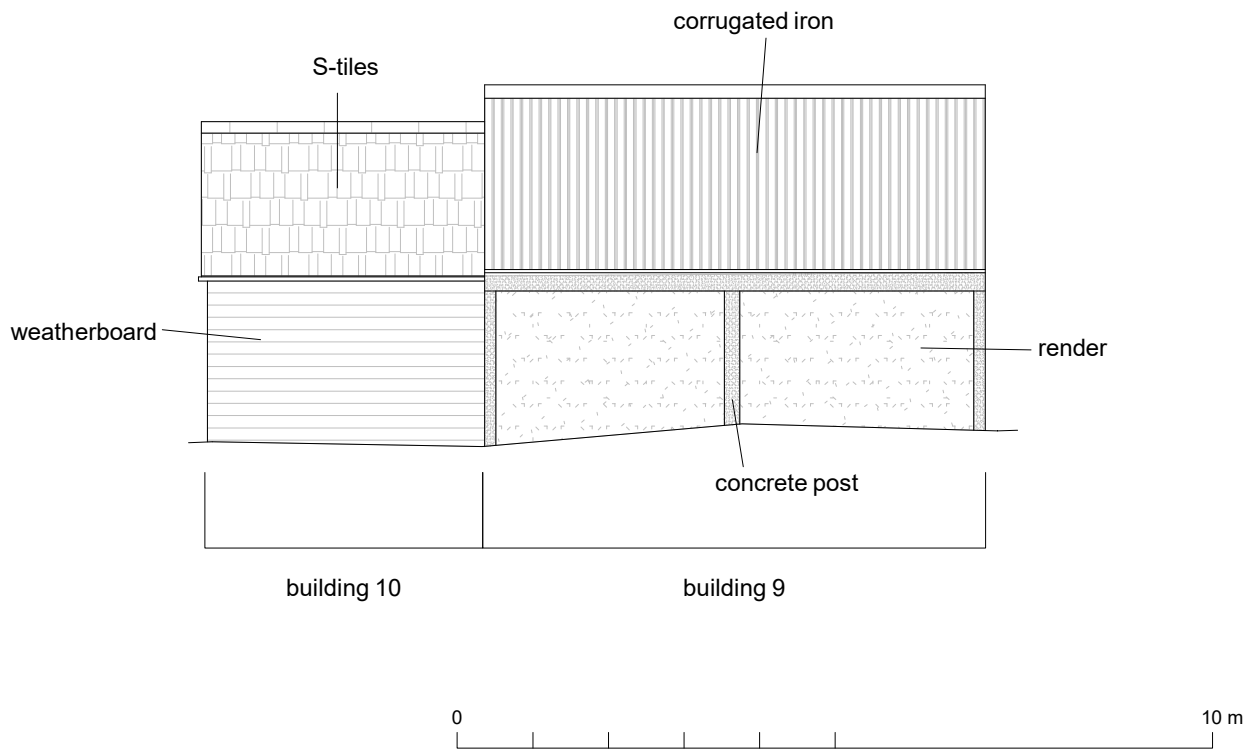 corrugated iron
S-tiles
weatherboard
render
concrete post
building 10
building 9
0
10 m